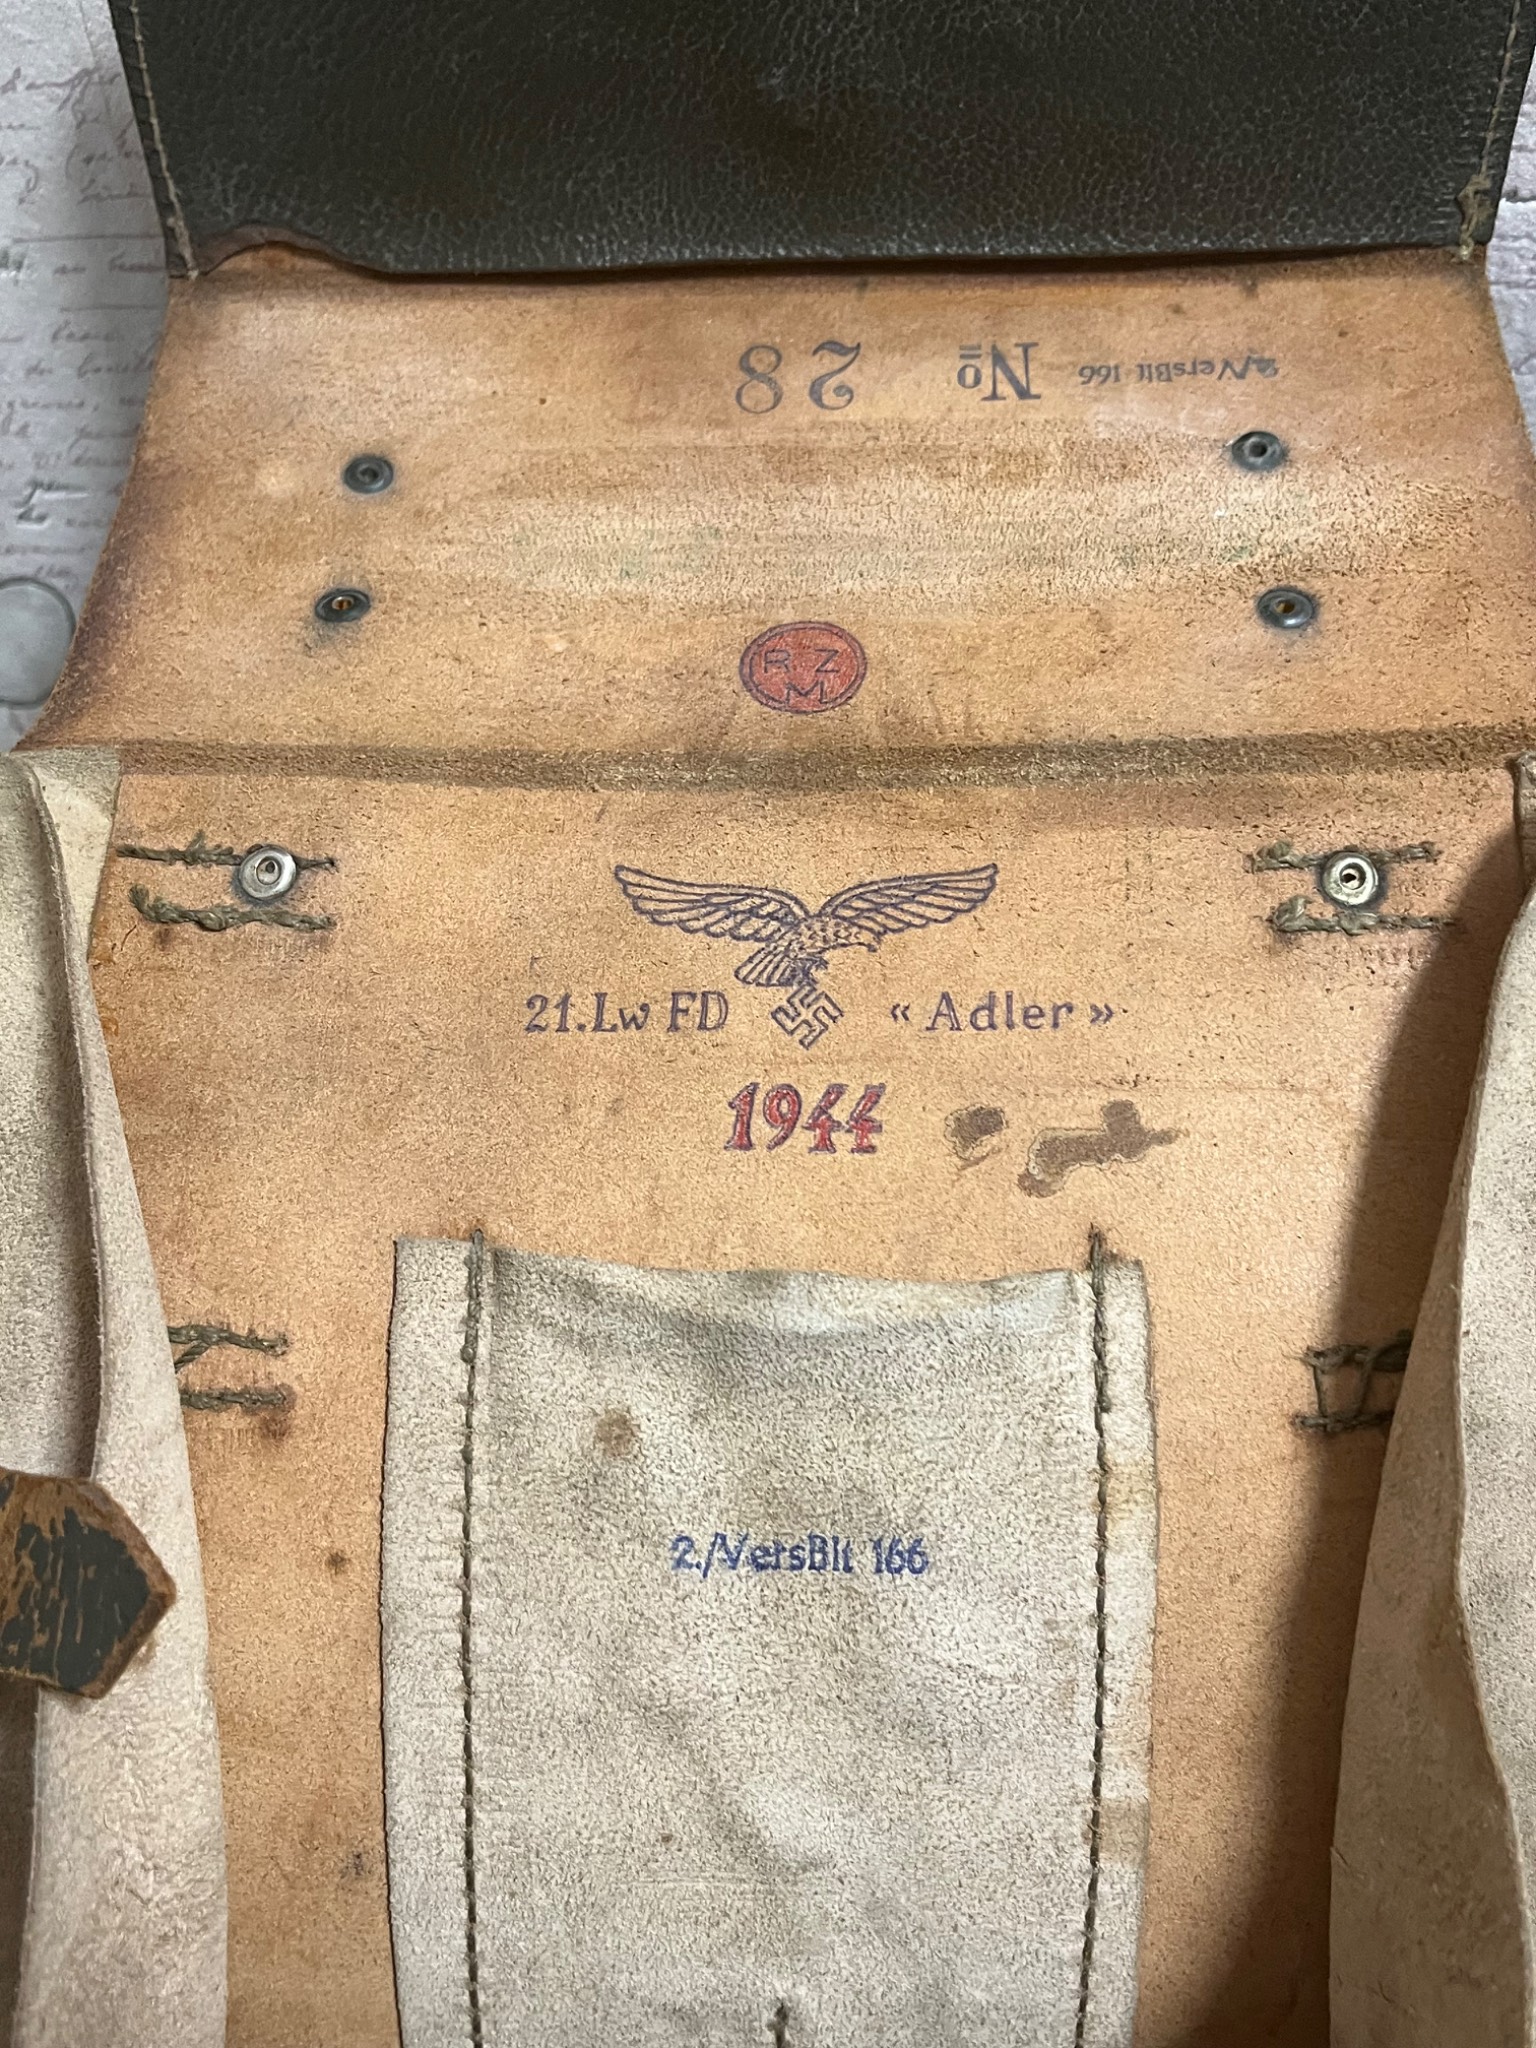 2/VersBlt 166 No 28
R Z
M
21.Lw FD « Adler »
1944
2./VersBlt 166